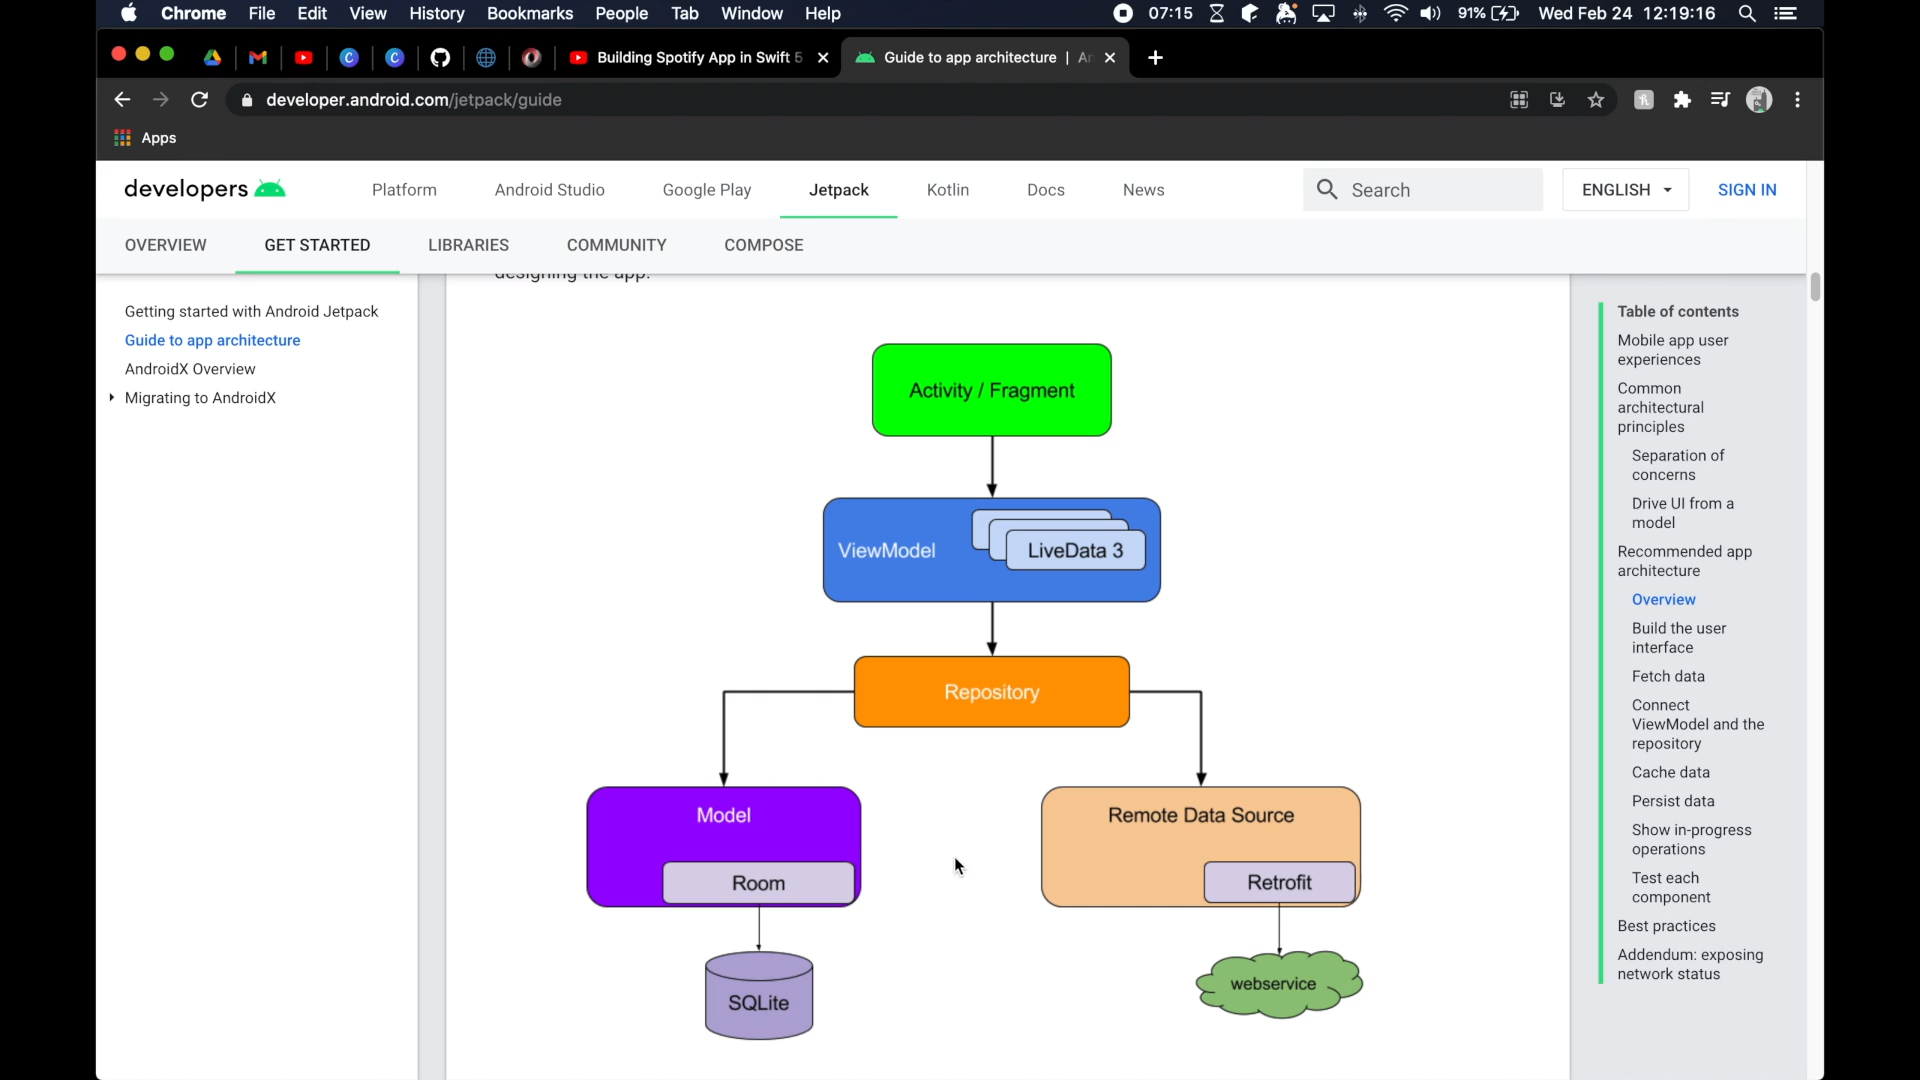 Chrome File Edit View History Bookmarks People Tab Window Help 07:15 91% Wed Feb 24 12:19:16
Building Spotify App in Swift 5 Guide to app architecture | An
developer.android.com/jetpack/guide
Apps
developers Platform Android Studio Google Play Jetpack Kotlin Docs News Search ENGLISH SIGN IN
OVERVIEW GET STARTED LIBRARIES COMMUNITY COMPOSE
designing the app.
Getting started with Android Jetpack
Guide to app architecture
AndroidX Overview
Migrating to AndroidX
Activity / Fragment
ViewModel
LiveData 3
Repository
Model
Room
SQLite
Remote Data Source
Retrofit
webservice
Table of contents
Mobile app user
experiences
Common
architectural
principles
Separation of
concerns
Drive UI from a
model
Recommended app
architecture
Overview
Build the user
interface
Fetch data
Connect
ViewModel and the
repository
Cache data
Persist data
Show in-progress
operations
Test each
component
Best practices
Addendum: exposing
network status